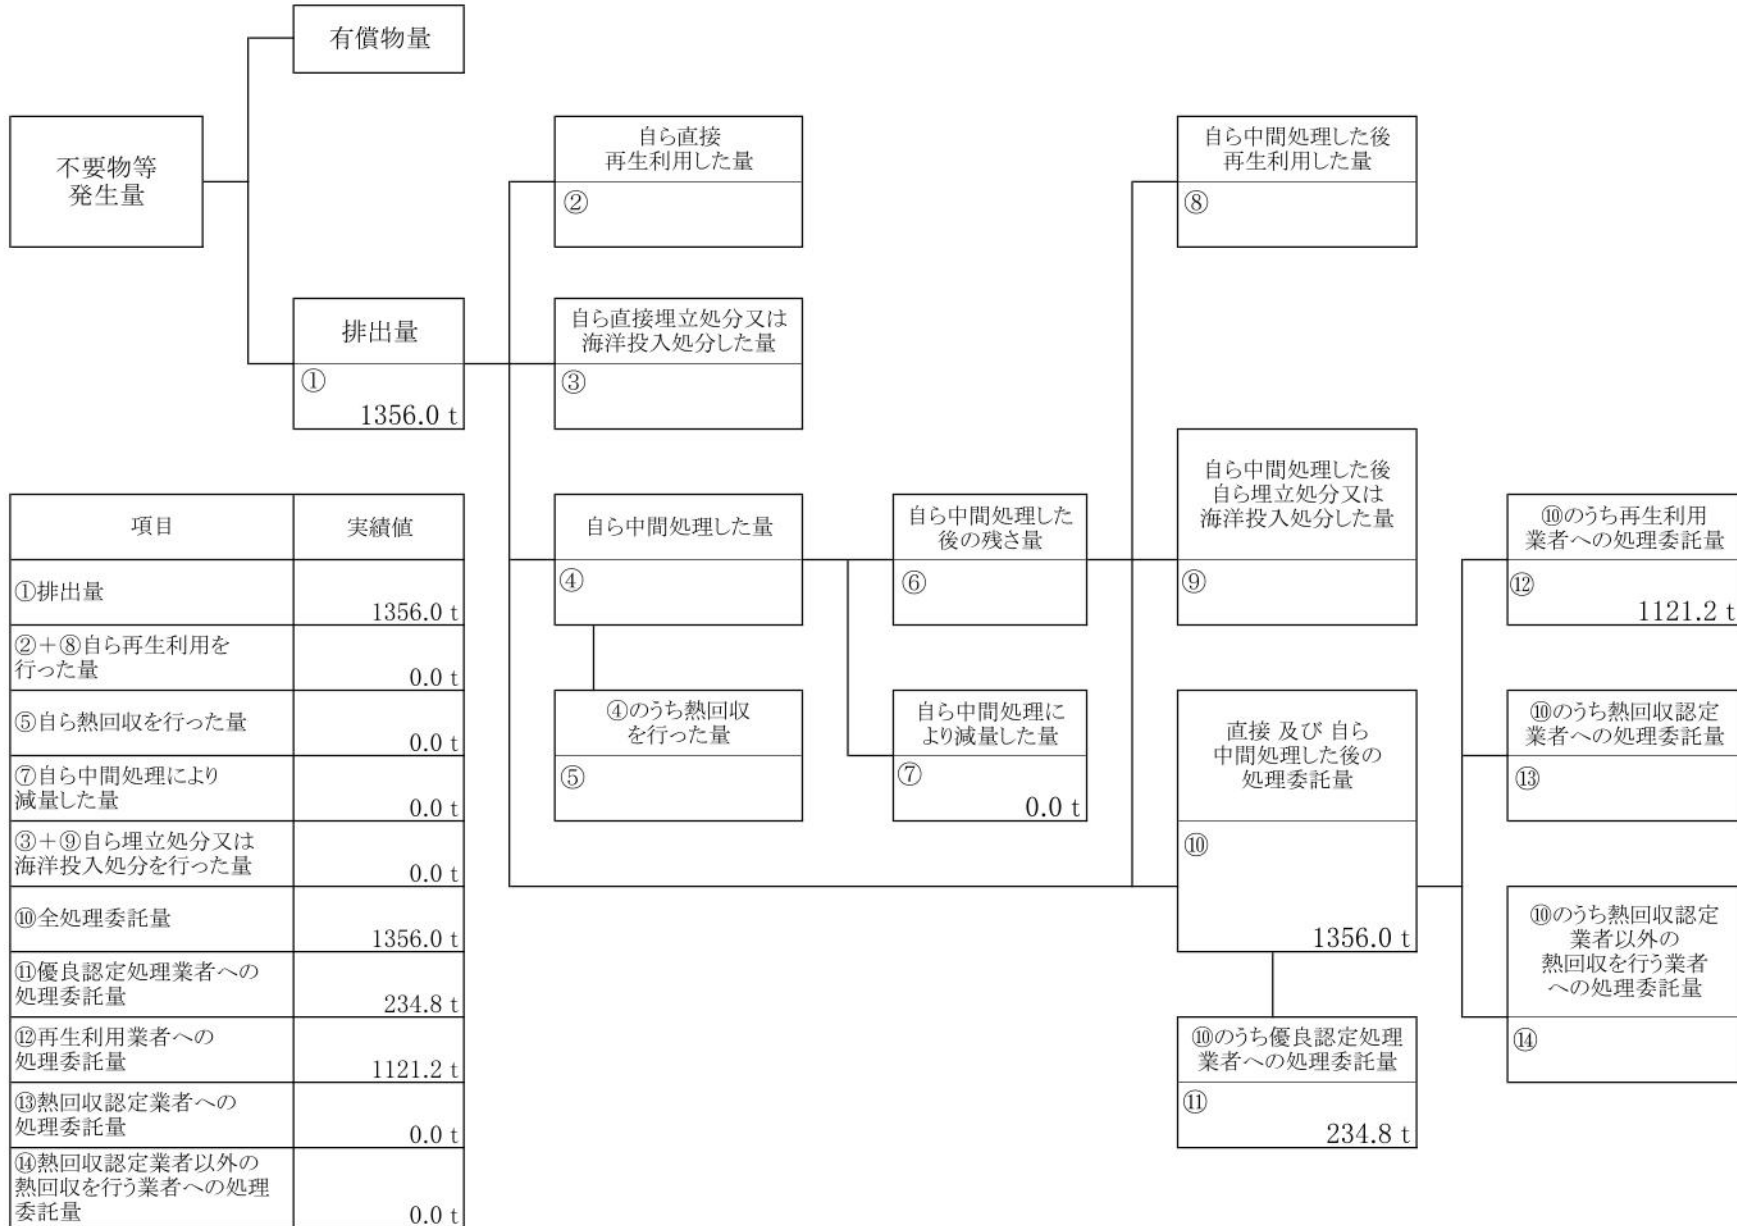 有償物量
不要物等
発生量
自ら直接
再生利用した量
②
自ら中間処理した後
再生利用した量
⑧
排出量
①
1356.0 t
自ら直接埋立処分又は
海洋投入処分した量
③
自ら中間処理した量
④
自ら中間処理した
後の残さ量
⑥
自ら中間処理した後
自ら埋立処分又は
海洋投入処分した量
⑨
⑩のうち再生利用
業者への処理委託量
⑫
1121.2 t
④のうち熱回収
を行った量
⑤
自ら中間処理に
より減量した量
⑦
0.0 t
直接 及び 自ら
中間処理した後の
処理委託量
⑩
1356.0 t
⑩のうち熱回収認定
業者への処理委託量
⑬
⑩のうち熱回収認定
業者以外の
熱回収を行う業者
への処理委託量
⑭
⑩のうち優良認定処理
業者への処理委託量
⑪
234.8 t
項目 実績値
①排出量
1356.0 t
②+⑧自ら再生利用を
行った量
0.0 t
⑤自ら熱回収を行った量
0.0 t
⑦自ら中間処理により
減量した量
0.0 t
③+⑨自ら埋立処分又は
海洋投入処分を行った量
0.0 t
⑩全処理委託量
1356.0 t
⑪優良認定処理業者への
処理委託量
234.8 t
⑫再生利用業者への
処理委託量
1121.2 t
⑬熱回収認定業者への
処理委託量
0.0 t
⑭熱回収認定業者以外の
熱回収を行う業者への処理
委託量
0.0 t